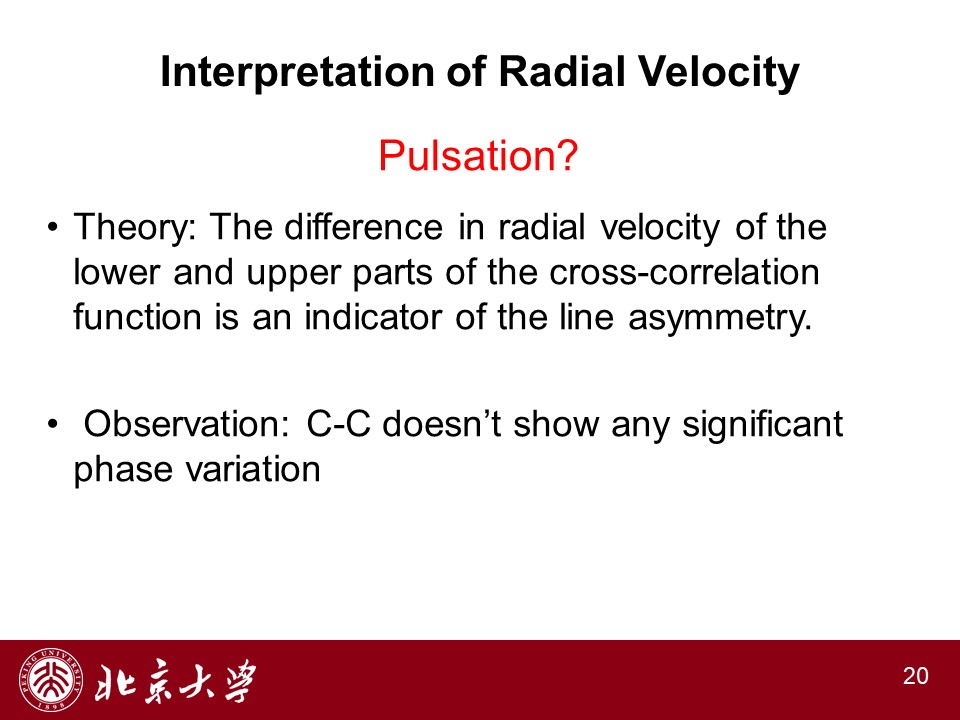 Interpretation of Radial Velocity
Pulsation?
• Theory: The difference in radial velocity of the
lower and upper parts of the cross-correlation
function is an indicator of the line asymmetry.
• Observation: C-C doesn’t show any significant
phase variation
PEKING UNIVERSITY
1898
北京大学
20